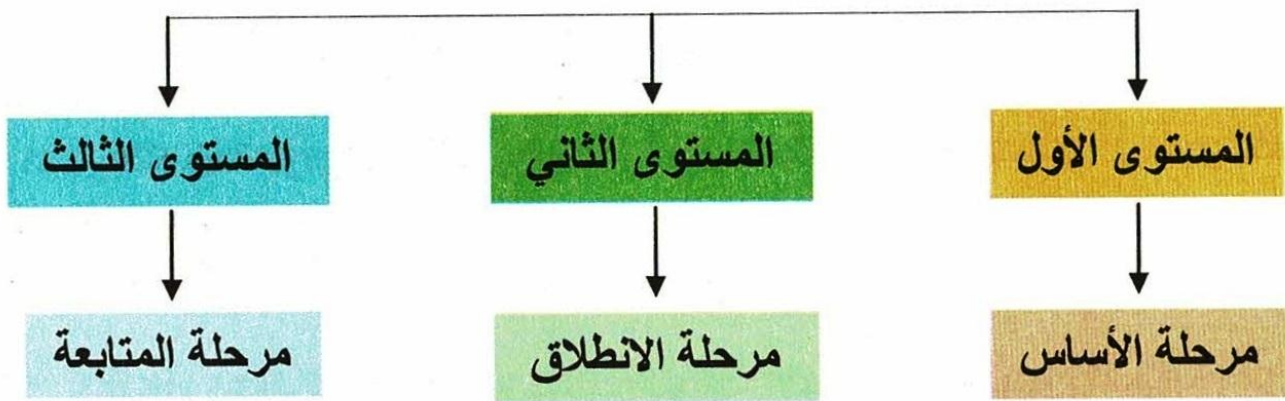 المستوى الأول
المستوى الثاني
المستوى الثالث
مرحلة الأساس
مرحلة الانطلاق
مرحلة المتابعة